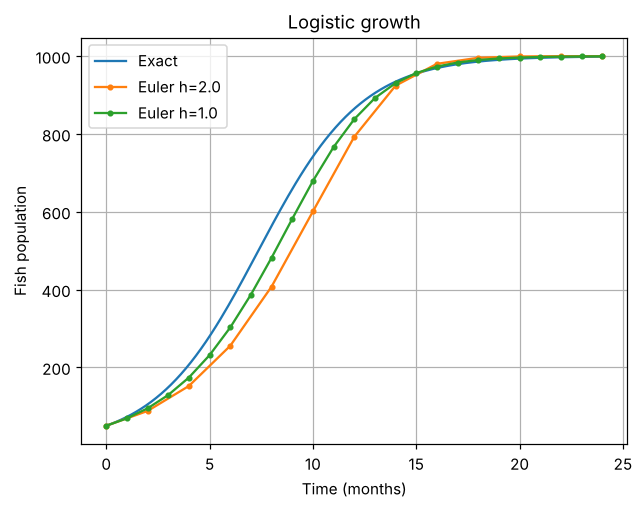 Logistic growth
Exact
Euler h=2.0
Euler h=1.0
Fish population
1000
800
600
400
200
0 5 10 15 20 25
Time (months)